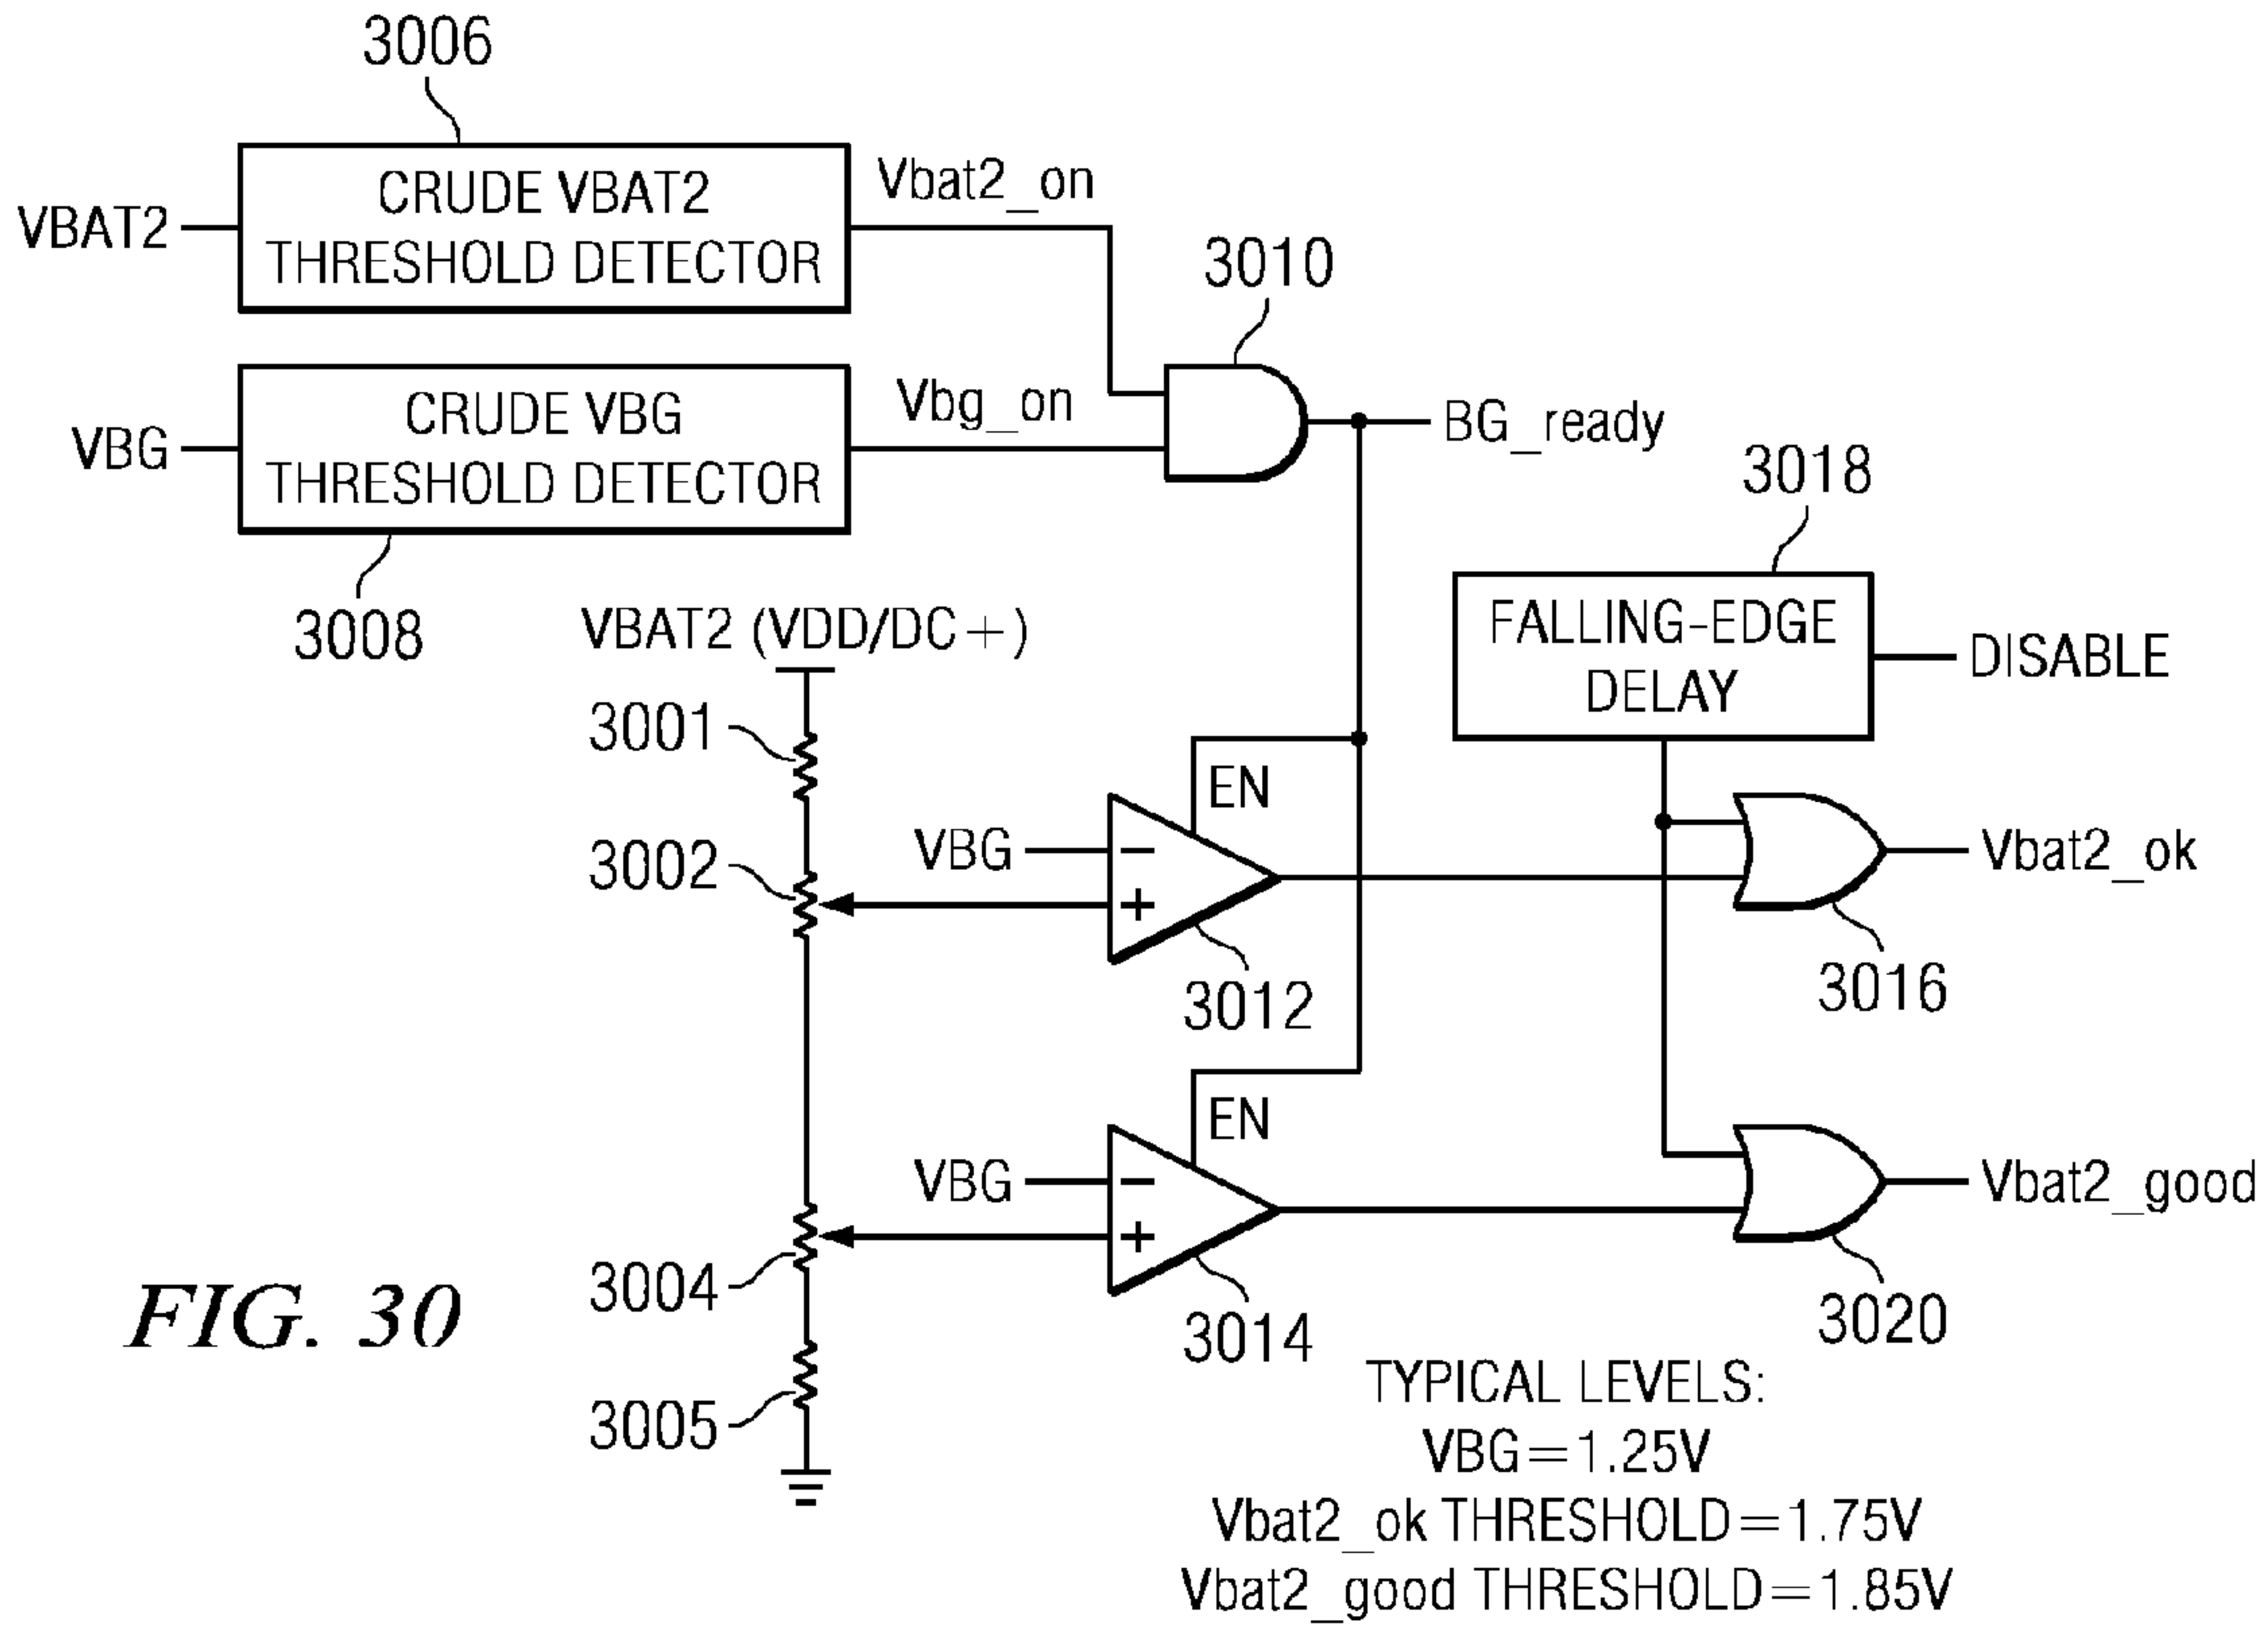 3006
CRUDE VBAT2
THRESHOLD DETECTOR
VBAT2
Vbat2_on
3010
CRUDE VBG
THRESHOLD DETECTOR
VBG
Vbg_on
BG_ready
3008
3018
FALLING-EDGE
DELAY
DISABLE
VBAT2 (VDD/DC+)
3001
EN
3002
VBG
−
+
Vbat2_ok
3012
3016
EN
VBG
−
+
Vbat2_good
3004
3014
3020
FIG. 30
3005
TYPICAL LEVELS:
VBG=1.25V
Vbat2_ok THRESHOLD=1.75V
Vbat2_good THRESHOLD=1.85V